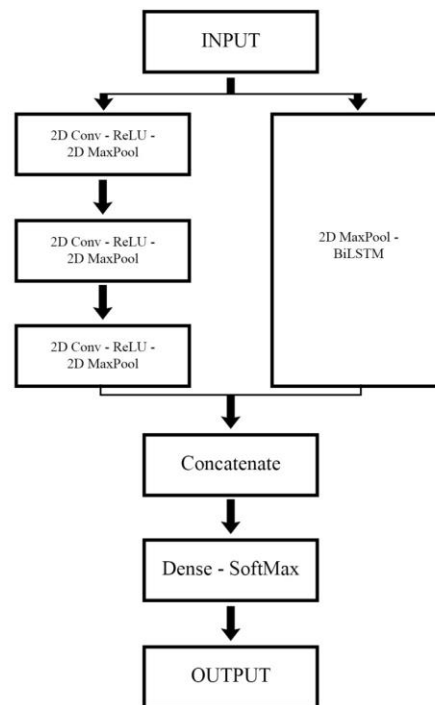 INPUT
2D Conv - ReLU -
2D MaxPool
2D Conv - ReLU -
2D MaxPool
2D Conv - ReLU -
2D MaxPool
2D MaxPool -
BiLSTM
Concatenate
Dense - SoftMax
OUTPUT